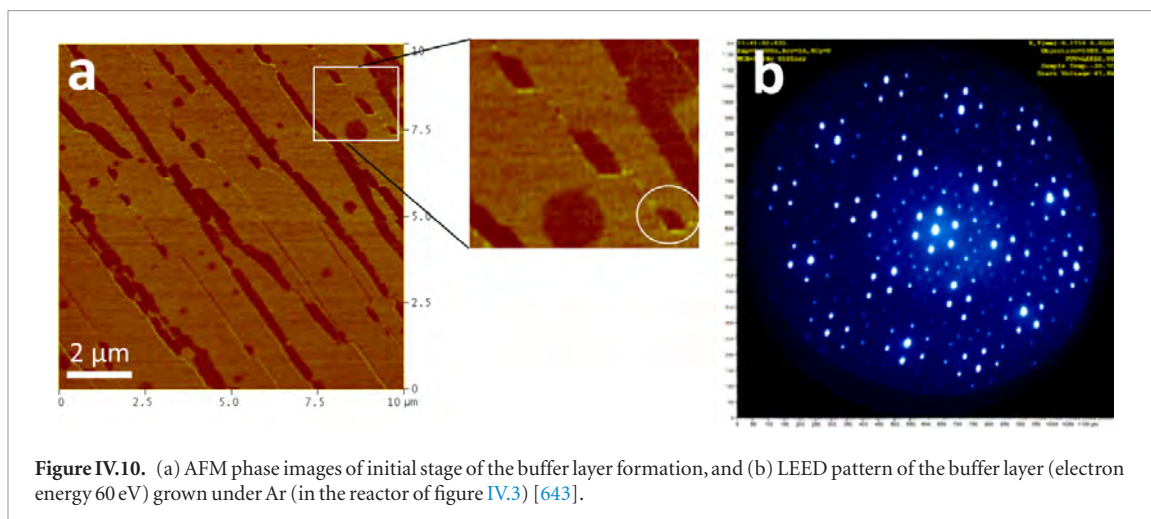 a
10
7.5
5.0
2.5
0
2 μm
0 2.5 5.0 7.5 10 μm
b
Figure IV.10. (a) AFM phase images of initial stage of the buffer layer formation, and (b) LEED pattern of the buffer layer (electron
energy 60 eV) grown under Ar (in the reactor of figure IV.3) [643].